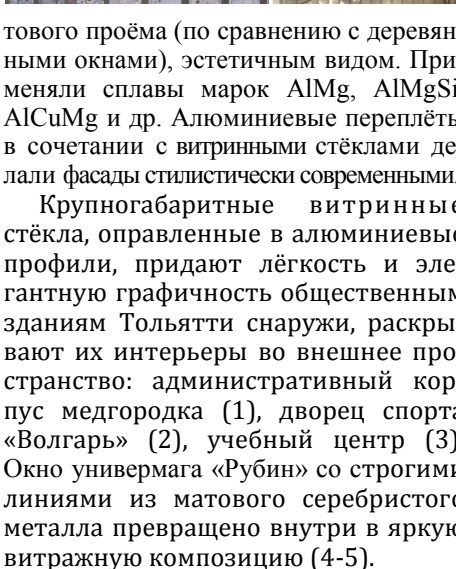 тового проёма (по сравнению с деревян
ными окнами), эстетичным видом. При
меняли сплавы марок AlMg, AlMgSi
AlCuMg и др. Алюминиевые переплёты
в сочетании с витринными стёклами де
лали фасады стилистически современными.
Крупногабаритные витринные
стёкла, оправленные в алюминиевые
профили, придают лёгкость и эле
гантную графичность общественным
зданиям Тольятти снаружи, раскры
вают их интерьеры во внешнее про
странство: административный кор
пус медгородка (1), дворец спорта
«Волгарь» (2), учебный центр (3)
Окно универмага «Рубин» со строгими
линиями из матового серебристого
металла превращено внутри в яркую
витражную композицию (4-5).